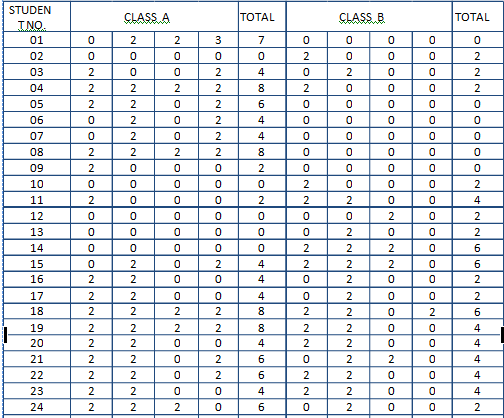 STUDEN
T NO. CLASS A TOTAL CLASS B TOTAL
01 0 2 2 3 7 0 0 0 0 0
02 0 0 0 0 0 2 0 0 0 2
03 2 0 0 2 4 0 2 0 0 2
04 2 2 2 2 8 2 0 0 0 2
05 2 2 0 2 6 0 0 0 0 0
06 0 2 0 2 4 0 0 0 0 0
07 0 2 0 2 4 0 0 0 0 0
08 2 2 2 2 8 0 0 0 0 0
09 2 0 0 0 2 0 0 0 0 0
10 0 0 0 0 0 2 0 0 0 2
11 2 0 0 0 2 2 2 0 0 4
12 0 0 0 0 0 0 0 2 0 2
13 0 0 0 0 0 0 2 0 0 2
14 0 0 0 0 0 2 2 2 0 6
15 0 2 0 2 4 2 2 2 0 6
16 2 2 0 0 4 0 2 0 0 2
17 2 2 0 0 4 0 2 0 0 2
18 2 2 2 2 8 2 2 0 2 6
19 2 2 2 2 8 2 2 0 0 4
20 2 2 0 0 4 2 2 0 0 4
21 2 2 0 2 6 0 2 2 0 4
22 2 2 0 2 6 2 2 0 0 4
23 2 2 0 0 4 2 2 0 0 4
24 2 2 2 0 6 0 2 0 0 2